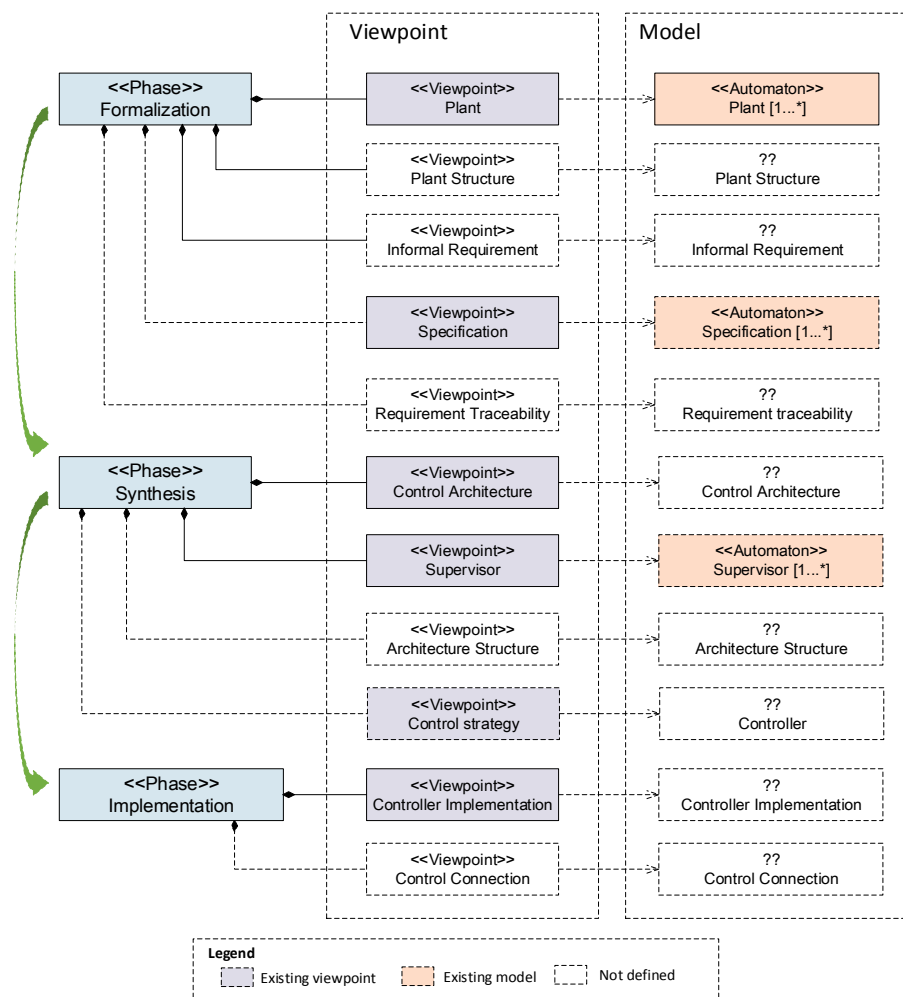 Viewpoint
Model
<<Phase>>
Formalization
<<Viewpoint>>
Plant
<<Automaton>>
Plant [1...*]
<<Viewpoint>>
Plant Structure
??
Plant Structure
<<Viewpoint>>
Informal Requirement
??
Informal Requirement
<<Viewpoint>>
Specification
<<Automaton>>
Specification [1...*]
<<Viewpoint>>
Requirement Traceability
??
Requirement traceability
<<Phase>>
Synthesis
<<Viewpoint>>
Control Architecture
??
Control Architecture
<<Viewpoint>>
Supervisor
<<Automaton>>
Supervisor [1...*]
<<Viewpoint>>
Architecture Structure
??
Architecture Structure
<<Viewpoint>>
Control strategy
??
Controller
<<Phase>>
Implementation
<<Viewpoint>>
Controller Implementation
??
Controller Implementation
<<Viewpoint>>
Control Connection
??
Control Connection
Legend
Existing viewpoint
Existing model
Not defined